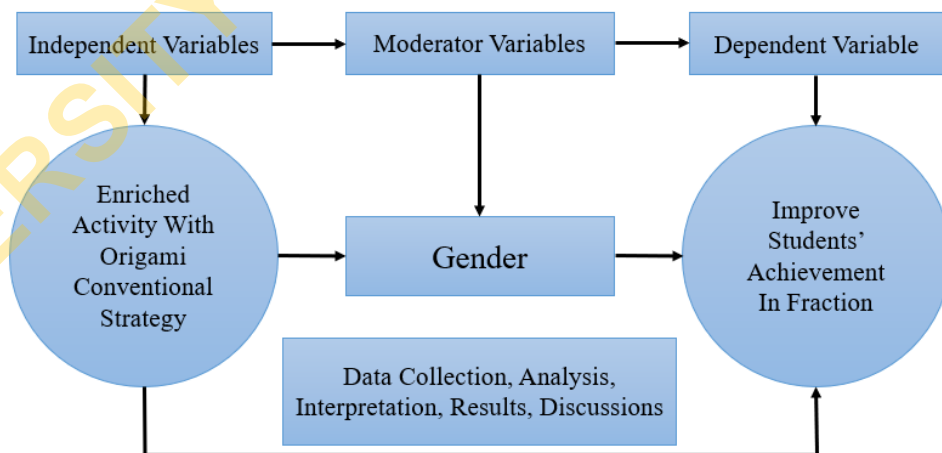 Independent Variables
Moderator Variables
Dependent Variable
Enriched
Activity With
Origami
Conventional
Strategy
Gender
Improve
Students’
Achievement
In Fraction
Data Collection, Analysis,
Interpretation, Results, Discussions
ERSITY